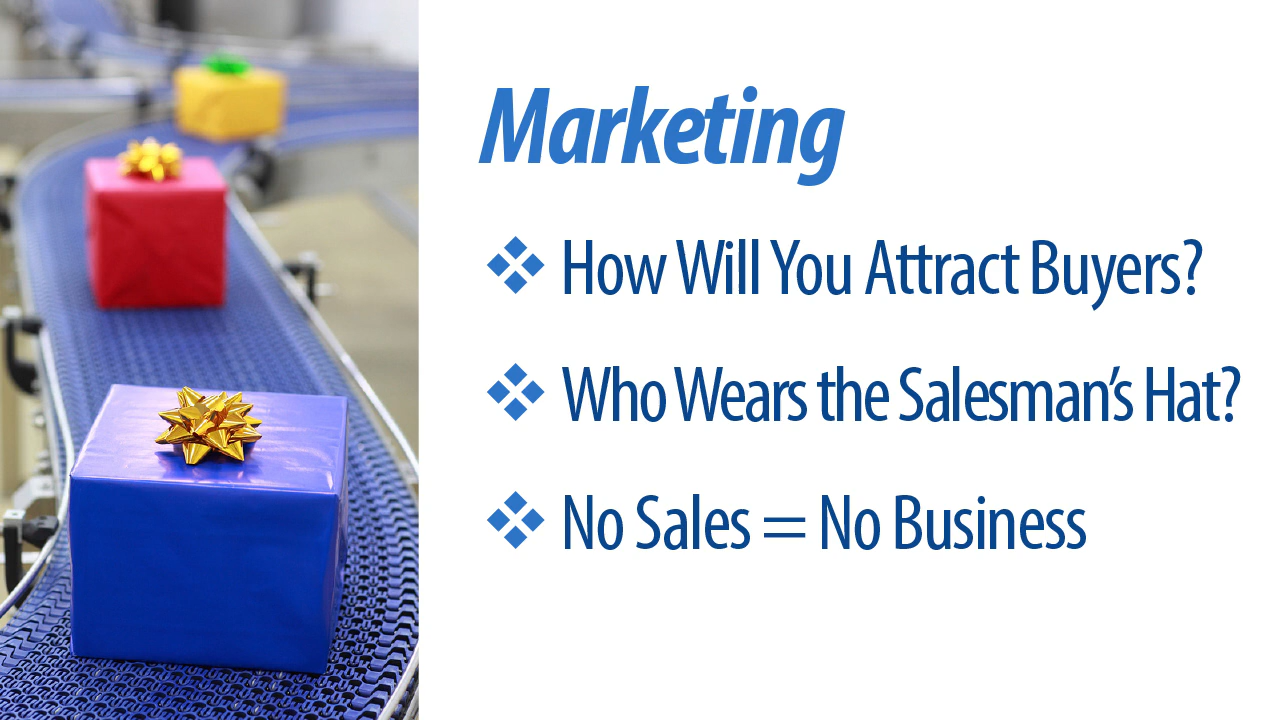 Marketing
How Will You Attract Buyers?
Who Wears the Salesman’s Hat?
No Sales = No Business